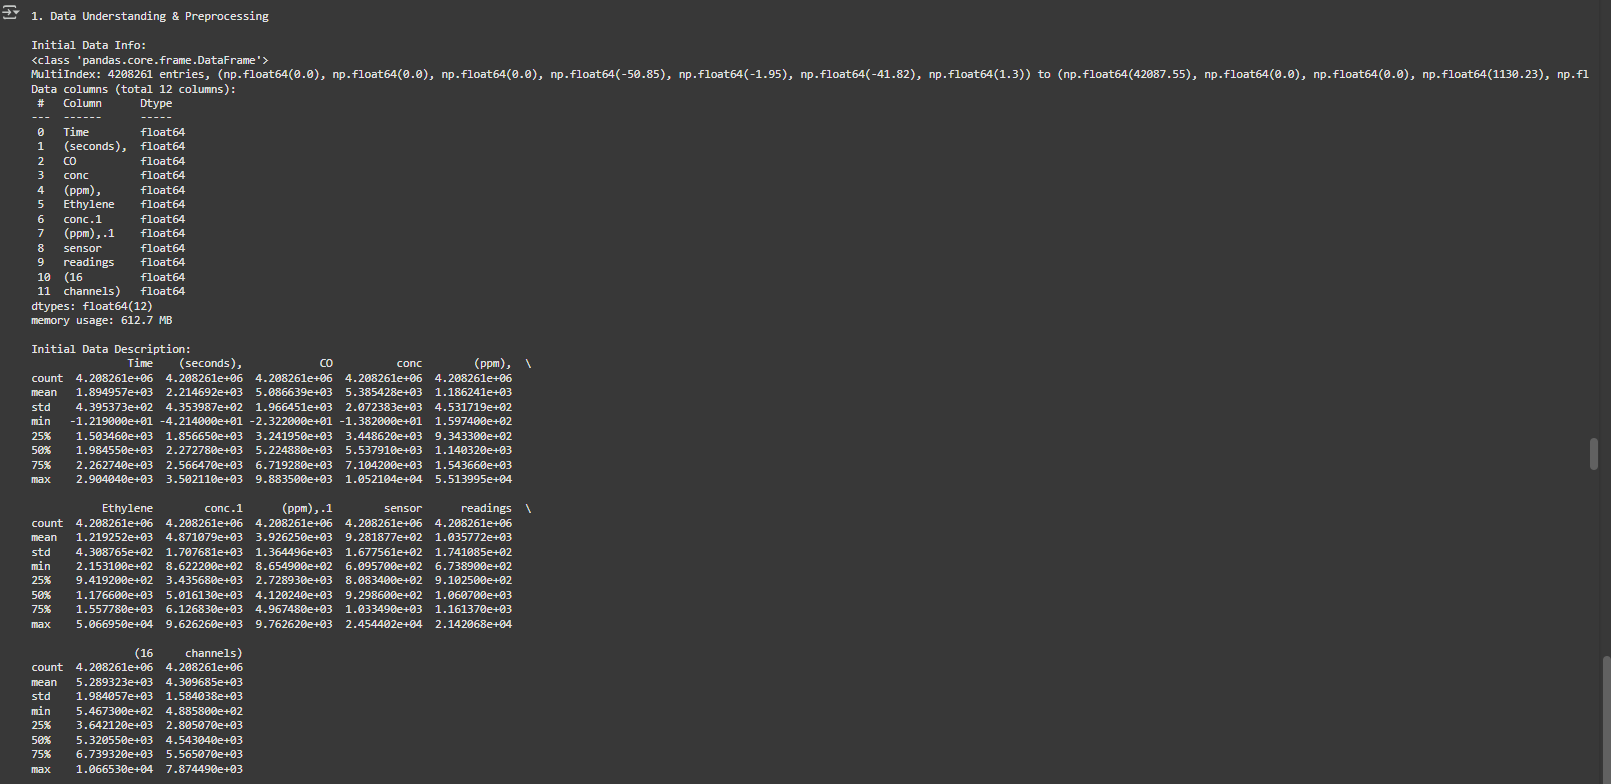 1. Data Understanding & Preprocessing
Initial Data Info:
<class 'pandas.core.frame.DataFrame'>
MultiIndex: 4208261 entries, (np.float64(0.0), np.float64(0.0), np.float64(0.0), np.float64(-50.85), np.float64(-1.95), np.float64(-41.82), np.float64(1.3)) to (np.float64(42087.55), np.float64(0.0), np.float64(0.0), np.float64(1130.23), np.fl
Data columns (total 12 columns):
 #   Column     Dtype
---  ------     -----
 0   Time       float64
 1   (seconds), float64
 2   CO         float64
 3   conc       float64
 4   (ppm),     float64
 5   Ethylene   float64
 6   conc.1     float64
 7   (ppm),.1   float64
 8   sensor     float64
 9   readings   float64
 10  (16        float64
 11  channels)  float64
dtypes: float64(12)
memory usage: 612.7 MB
Initial Data Description:
               Time    (seconds),            CO          conc        (ppm),  \
count  4.208261e+06  4.208261e+06  4.208261e+06  4.208261e+06  4.208261e+06
mean   1.894957e+03  2.214692e+03  5.086639e+03  5.385428e+03  1.186241e+03
std    4.395373e+02  4.353987e+02  1.966451e+03  2.072383e+03  4.531719e+02
min   -1.219000e+01 -4.214000e+01 -2.322000e+01 -1.382000e+01  1.597400e+02
25%    1.503460e+03  1.856650e+03  3.241950e+03  3.448620e+03  9.343300e+02
50%    1.984550e+03  2.272780e+03  5.224880e+03  5.537910e+03  1.140320e+03
75%    2.262740e+03  2.566470e+03  6.719280e+03  7.104200e+03  1.543660e+03
max    2.904040e+03  3.502110e+03  9.883500e+03  1.052104e+04  5.513995e+04
           Ethylene        conc.1      (ppm),.1        sensor      readings  \
count  4.208261e+06  4.208261e+06  4.208261e+06  4.208261e+06  4.208261e+06
mean   1.219252e+03  4.871079e+03  3.926250e+03  9.281877e+02  1.035772e+03
std    4.308765e+02  1.707681e+03  1.364496e+03  1.677561e+02  1.741085e+02
min    2.153100e+02  8.622200e+02  8.654900e+02  6.095700e+02  6.738900e+02
25%    9.419200e+02  3.435680e+03  2.728930e+03  8.083400e+02  9.102500e+02
50%    1.176600e+03  5.016130e+03  4.120240e+03  9.298600e+02  1.060700e+03
75%    1.557780e+03  6.126830e+03  4.967480e+03  1.033490e+03  1.161370e+03
max    5.066950e+04  9.626260e+03  9.762620e+03  2.454402e+04  2.142068e+04
                (16     channels)
count  4.208261e+06  4.208261e+06
mean   5.289323e+03  4.309685e+03
std    1.984057e+03  1.584038e+03
min    5.467300e+02  4.885800e+02
25%    3.642120e+03  2.805070e+03
50%    5.320550e+03  4.543040e+03
75%    6.739320e+03  5.565070e+03
max    1.066530e+04  7.874490e+03